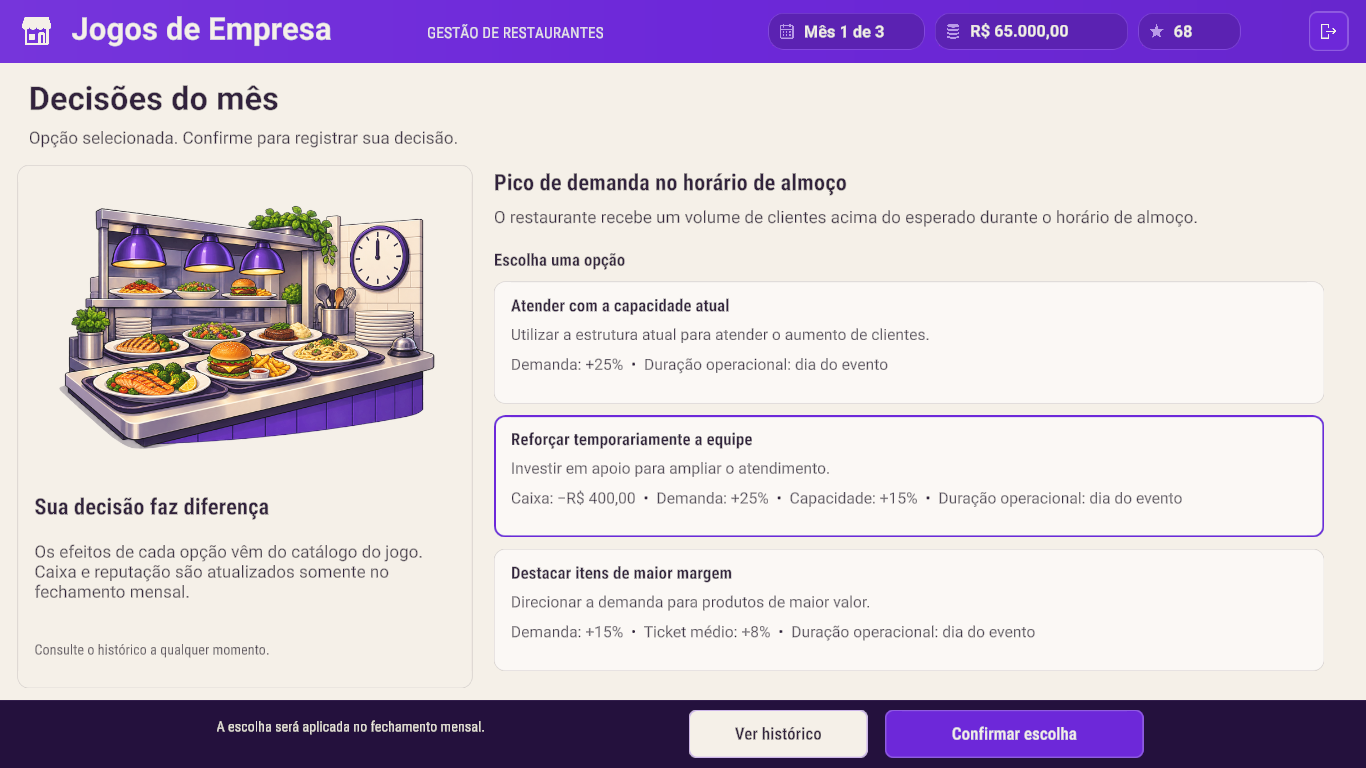 Jogos de Empresa
GESTÃO DE RESTAURANTES
Mês 1 de 3
R$ 65.000,00
68
Decisões do mês
Opção selecionada. Confirme para registrar sua decisão.
Sua decisão faz diferença
Os efeitos de cada opção vêm do catálogo do jogo.
Caixa e reputação são atualizados somente no
fechamento mensal.
Consulte o histórico a qualquer momento.
Pico de demanda no horário de almoço
O restaurante recebe um volume de clientes acima do esperado durante o horário de almoço.
Escolha uma opção
Atender com a capacidade atual
Utilizar a estrutura atual para atender o aumento de clientes.
Demanda: +25% • Duração operacional: dia do evento
Reforçar temporariamente a equipe
Investir em apoio para ampliar o atendimento.
Caixa: −R$ 400,00 • Demanda: +25% • Capacidade: +15% • Duração operacional: dia do evento
Destacar itens de maior margem
Direcionar a demanda para produtos de maior valor.
Demanda: +15% • Ticket médio: +8% • Duração operacional: dia do evento
A escolha será aplicada no fechamento mensal.
Ver histórico
Confirmar escolha